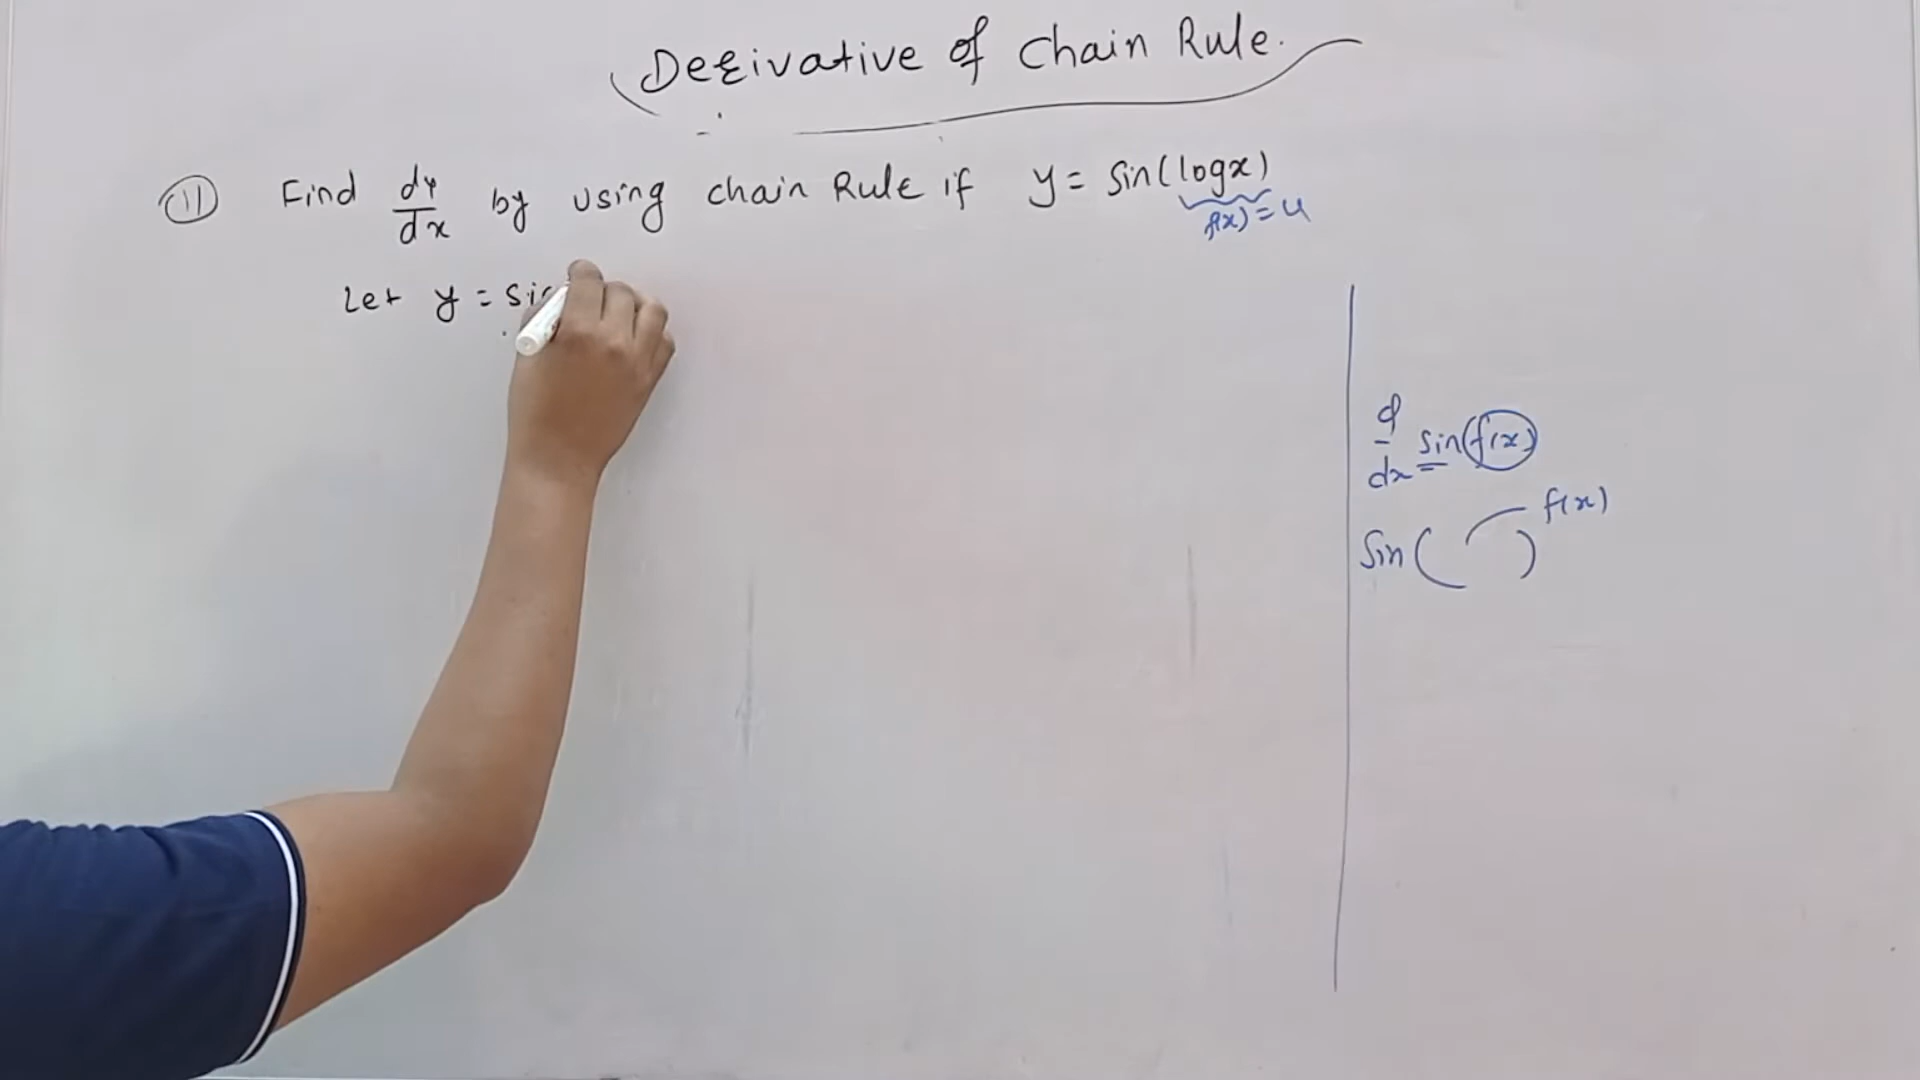 Derivative of Chain Rule.
11 Find dy/dx by using chain Rule if y = sin(logx)
f(x) = u
Let y =
d/dx sin(f(x))
sin( ) f(x)